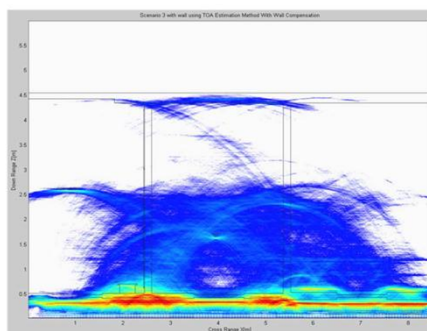 Scenario 3 with wall using TOA Estimation Method With Wall Compensation
5.5
5
4.5
4
3.5
3
2.5
2
1.5
1
0.5
Down Range Z[m]
1 2 3 4 5 6 7 8
Cross Range X[m]